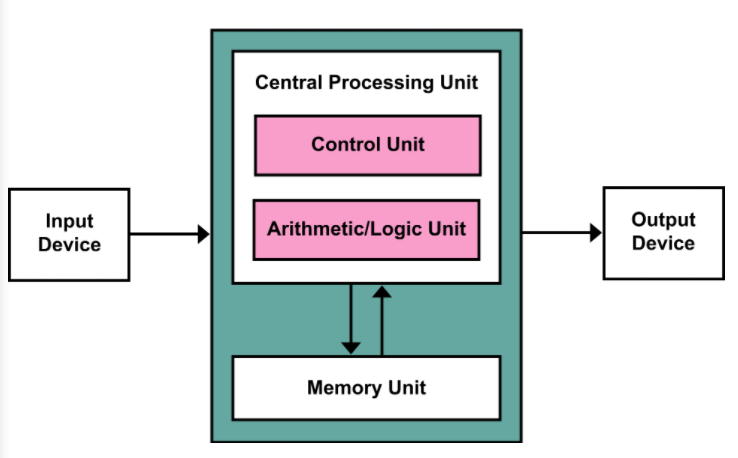 Central Processing Unit
Control Unit
Arithmetic/Logic Unit
Input
Device
Output
Device
Memory Unit